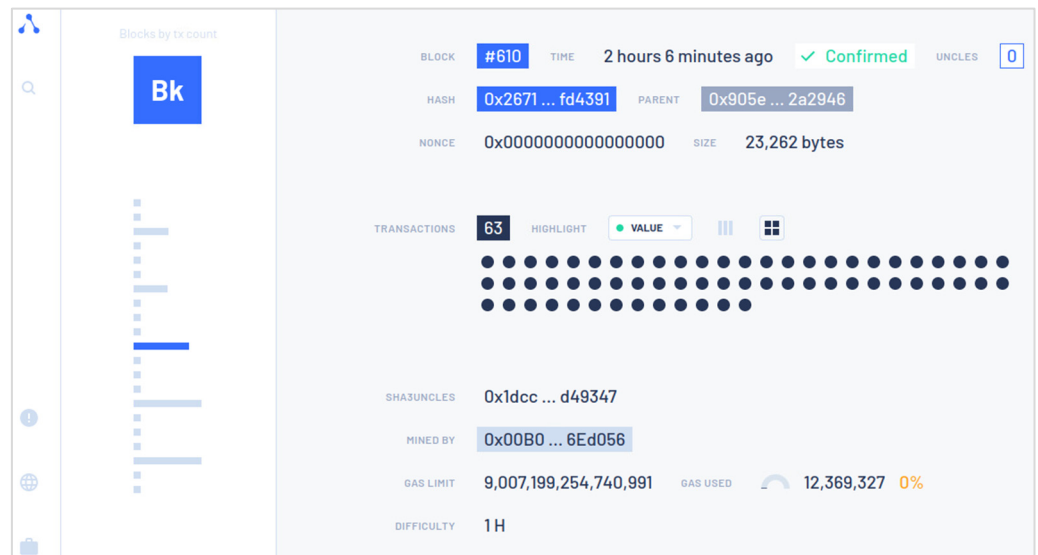 Blocks by tx count
Bk
BLOCK #610 TIME 2 hours 6 minutes ago Confirmed UNCLES 0
HASH 0x2671 ... fd4391 PARENT 0x905e ... 2a2946
NONCE 0x0000000000000000 SIZE 23,262 bytes
TRANSACTIONS 63 HIGHLIGHT VALUE
SHA3UNCLES 0x1dcc ... d49347
MINED BY 0x00B0 ... 6Ed056
GAS LIMIT 9,007,199,254,740,991 GAS USED 12,369,327 0%
DIFFICULTY 1 H